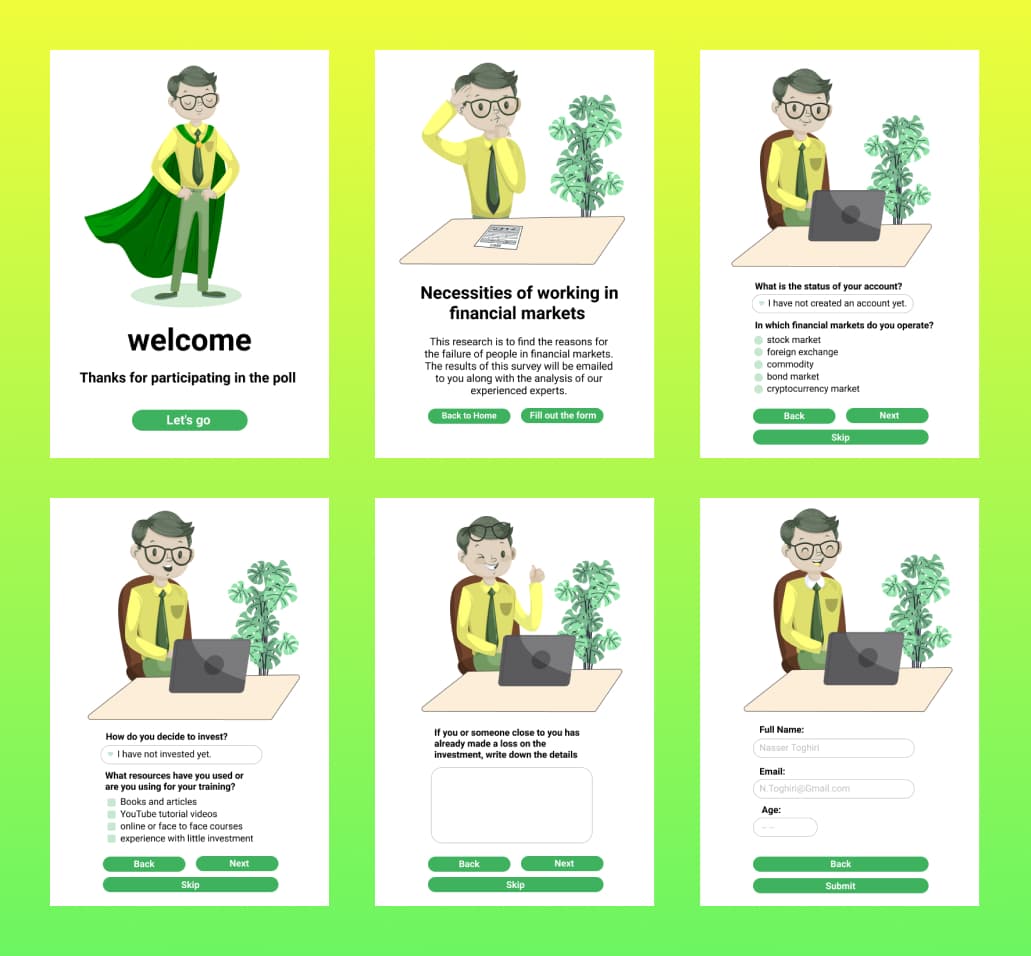 welcome
Thanks for participating in the poll
Let's go
Necessities of working in
financial markets
This research is to find the reasons for
the failure of people in financial markets.
The results of this survey will be emailed
to you along with the analysis of our
experienced experts.
Back to Home
Fill out the form
What is the status of your account?
I have not created an account yet.
In which financial markets do you operate?
stock market
foreign exchange
commodity
bond market
cryptocurrency market
Back
Next
Skip
How do you decide to invest?
I have not invested yet.
What resources have you used or
are you using for your training?
Books and articles
YouTube tutorial videos
online or face to face courses
experience with little investment
Back
Next
Skip
If you or someone close to you has
already made a loss on the
investment, write down the details
Back
Next
Skip
Full Name:
Nasser Toghiri
Email:
N.Toghiri@Gmail.com
Age:
--
Back
Submit